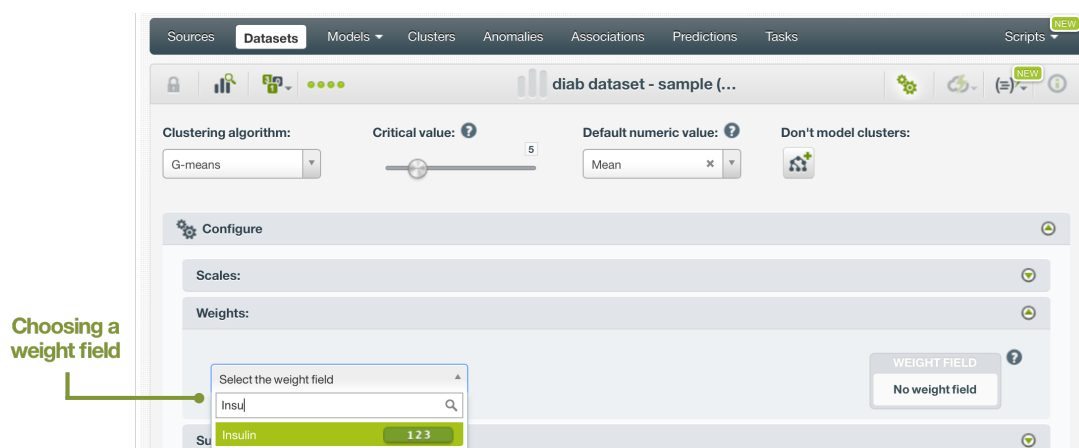 NEW
Sources Datasets Models Clusters Anomalies Associations Predictions Tasks Scripts
NEW
diab dataset - sample (...
Clustering algorithm: Critical value: ? Default numeric value: ? Don't model clusters:
5
G-means Mean
Configure
Scales:
Weights:
Choosing a
weight field
WEIGHT FIELD ?
Select the weight field
No weight field
Insu
Insulin 123
Su